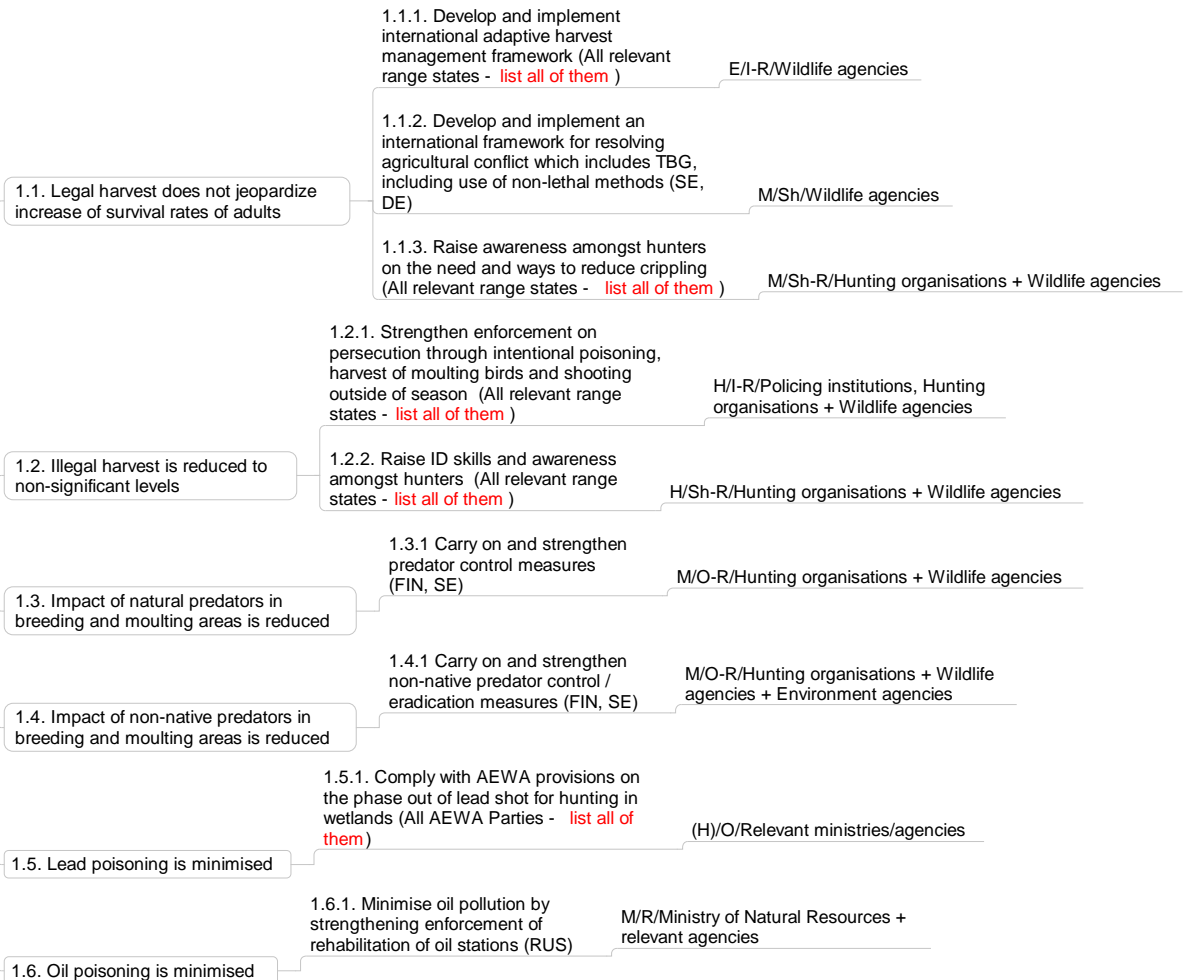 1.1. Legal harvest does not jeopardize
increase of survival rates of adults
1.1.1. Develop and implement
international adaptive harvest
management framework (All relevant
range states - list all of them )
E/I-R/Wildlife agencies
1.1.2. Develop and implement an
international framework for resolving
agricultural conflict which includes TBG,
including use of non-lethal methods (SE,
DE)
M/Sh/Wildlife agencies
1.1.3. Raise awareness amongst hunters
on the need and ways to reduce crippling
(All relevant range states - list all of them )
M/Sh-R/Hunting organisations + Wildlife agencies
1.2. Illegal harvest is reduced to
non-significant levels
1.2.1. Strengthen enforcement on
persecution through intentional poisoning,
harvest of moulting birds and shooting
outside of season (All relevant range
states - list all of them )
H/I-R/Policing institutions, Hunting
organisations + Wildlife agencies
1.2.2. Raise ID skills and awareness
amongst hunters (All relevant range
states - list all of them )
H/Sh-R/Hunting organisations + Wildlife agencies
1.3. Impact of natural predators in
breeding and moulting areas is reduced
1.3.1 Carry on and strengthen
predator control measures
(FIN, SE)
M/O-R/Hunting organisations + Wildlife agencies
1.4. Impact of non-native predators in
breeding and moulting areas is reduced
1.4.1 Carry on and strengthen
non-native predator control /
eradication measures (FIN, SE)
M/O-R/Hunting organisations + Wildlife
agencies + Environment agencies
1.5. Lead poisoning is minimised
1.5.1. Comply with AEWA provisions on
the phase out of lead shot for hunting in
wetlands (All AEWA Parties - list all of
them)
(H)/O/Relevant ministries/agencies
1.6. Oil poisoning is minimised
1.6.1. Minimise oil pollution by
strengthening enforcement of
rehabilitation of oil stations (RUS)
M/R/Ministry of Natural Resources +
relevant agencies